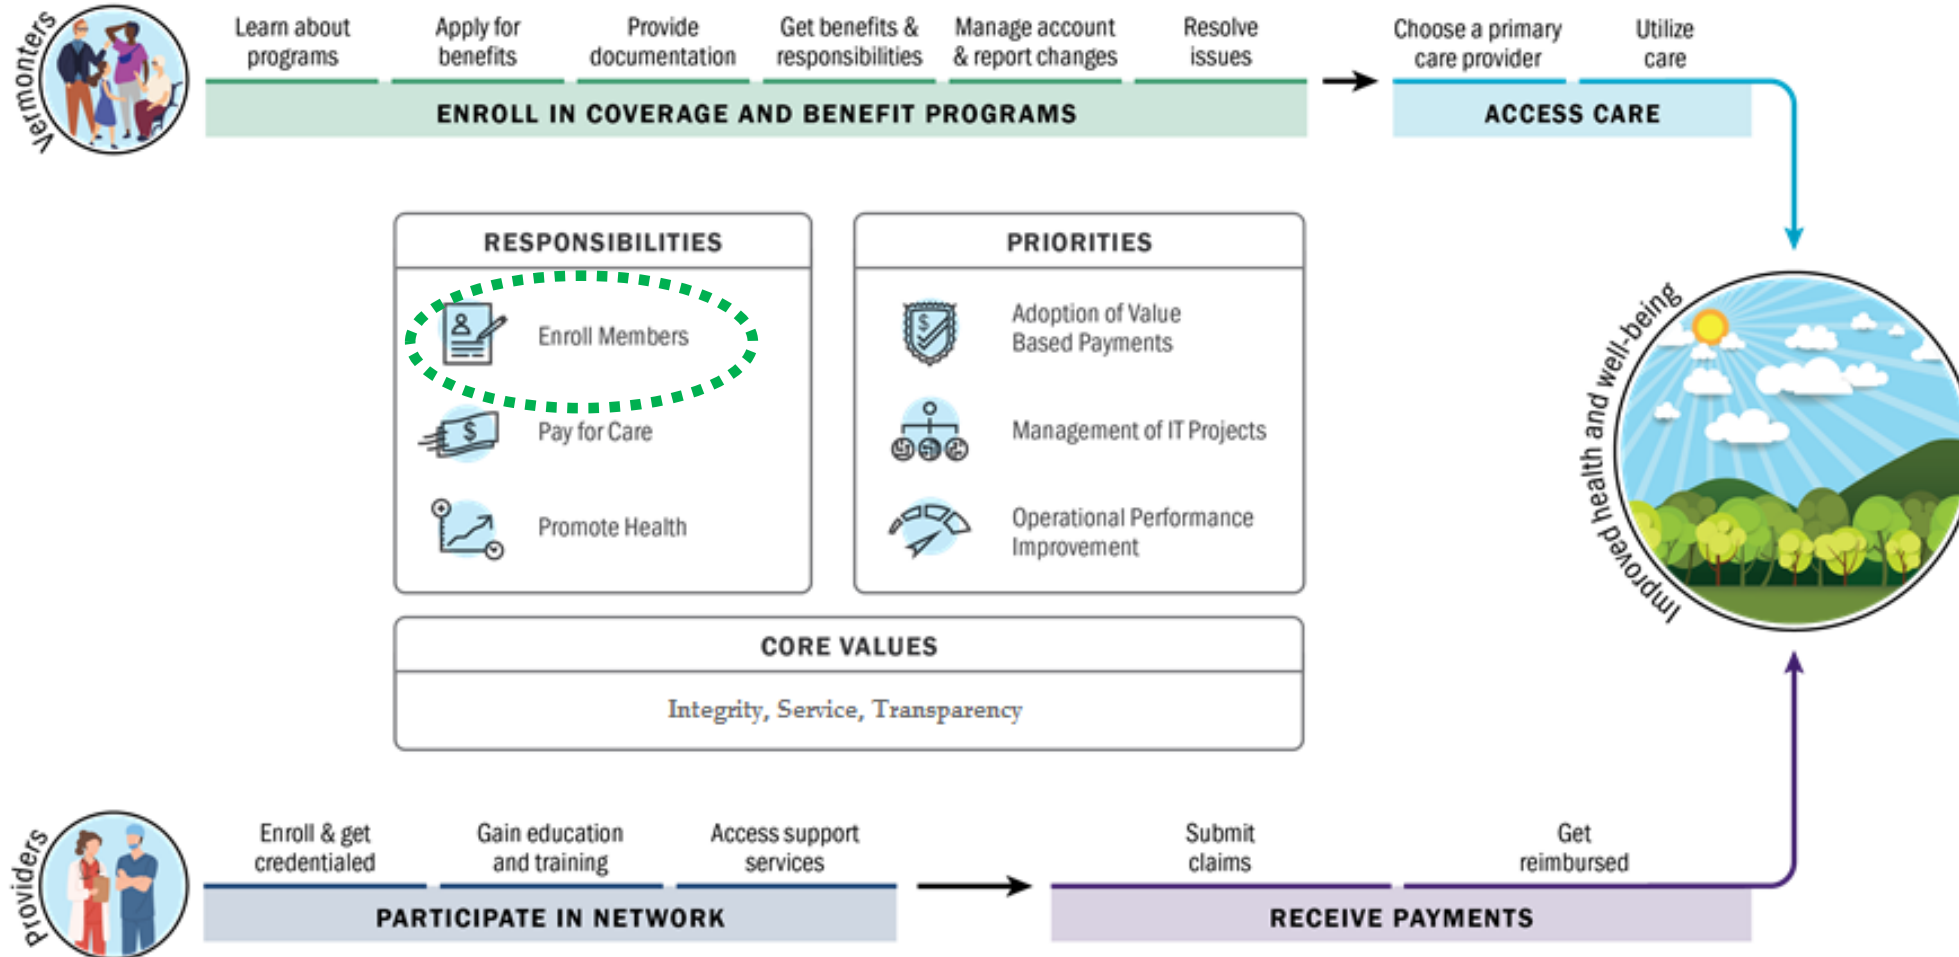 Vermonters
Learn about
programs
Apply for
benefits
Provide
documentation
Get benefits &
responsibilities
Manage account
& report changes
Resolve
issues
Choose a primary
care provider
Utilize
care
ENROLL IN COVERAGE AND BENEFIT PROGRAMS
ACCESS CARE
RESPONSIBILITIES
Enroll Members
$
Pay for Care
Promote Health
PRIORITIES
$
Adoption of Value
Based Payments
Management of IT Projects
Operational Performance
Improvement
Improved health and well-being
CORE VALUES
Integrity, Service, Transparency
Providers
Enroll & get
credentialed
Gain education
and training
Access support
services
Submit
claims
Get
reimbursed
PARTICIPATE IN NETWORK
RECEIVE PAYMENTS